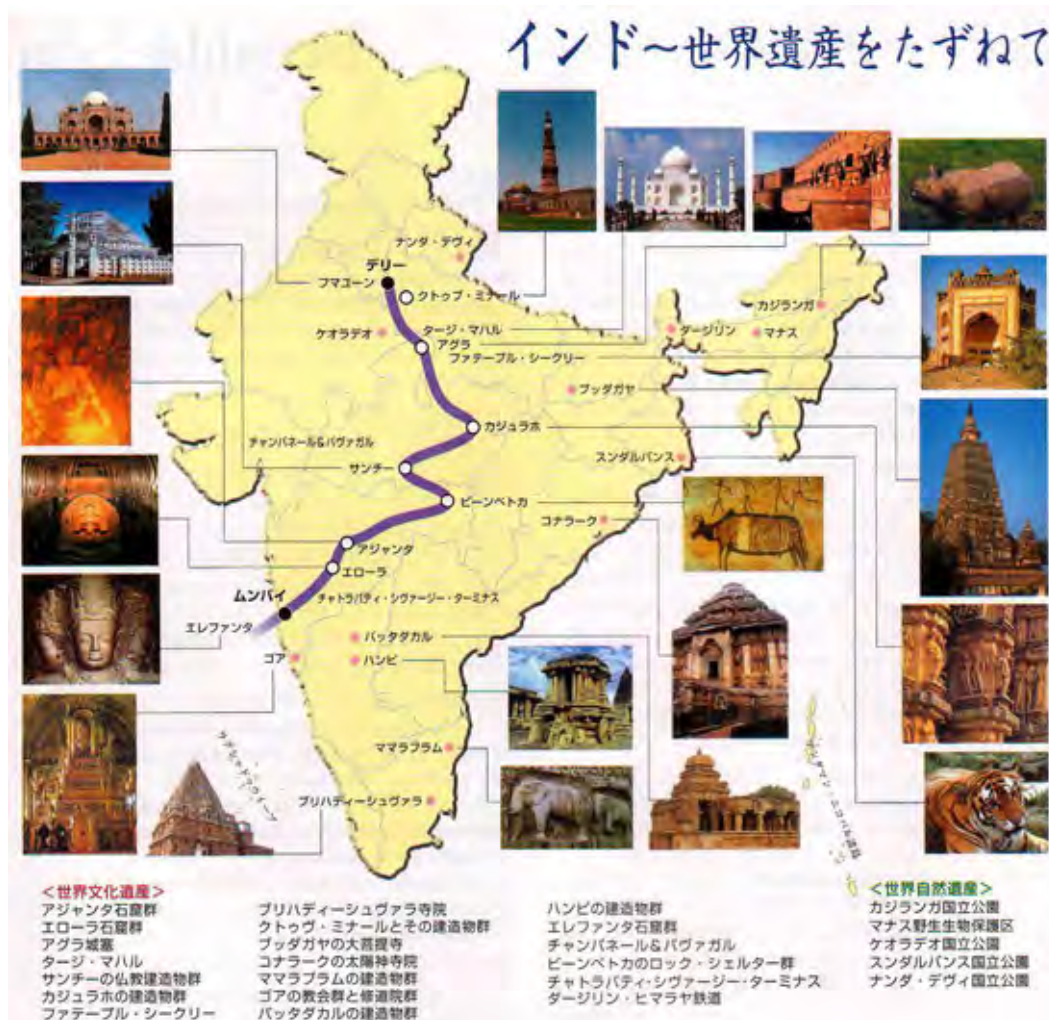 インド〜世界遺産をたずねて
ナンダ・デヴィ
デリー
フマユーン
クトゥブ・ミナール
カジランガ
ケオラデオ
タージ・マハル
ダージリン
マナス
アグラ
ファテープル・シークリー
ブッダガヤ
カジュラホ
チャンパネール&パヴァガル
サンチー
スンダルバンス
ビーンベトカ
コナラーク
アジャンタ
エローラ
ムンバイ
チャトラパティ・シヴァージー・ターミナス
エレファンタ
パッタダカル
ゴア
ハンピ
ママラプラム
ブリハディーシュヴァラ
<世界文化遺産>
アジャンタ石窟群
エローラ石窟群
アグラ城塞
タージ・マハル
サンチーの仏教建造物群
カジュラホの建造物群
ファテープル・シークリー
ブリハディーシュヴァラ寺院
クトゥヴ・ミナールとその建造物群
ブッダガヤの大菩提寺
コナラークの太陽神寺院
ママラプラムの建造物群
ゴアの教会群と修道院群
パッタダカルの建造物群
ハンピの建造物群
エレファンタ石窟群
チャンパネール&パヴァガル
ビーンベトカのロック・シェルター群
チャトラパティ・シヴァージー・ターミナス
ダージリン・ヒマラヤ鉄道
<世界自然遺産>
カジランガ国立公園
マナス野生生物保護区
ケオラデオ国立公園
スンダルバンス国立公園
ナンダ・デヴィ国立公園